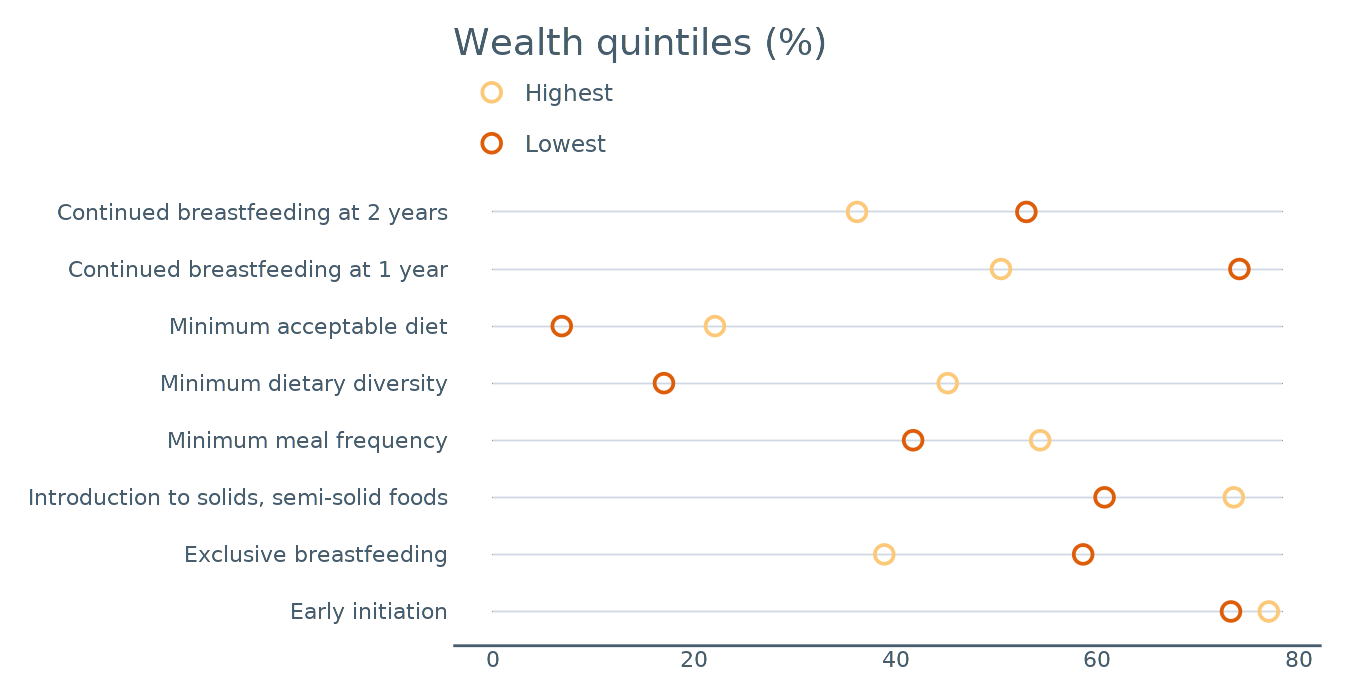 Wealth quintiles (%)
Highest
Lowest
Continued breastfeeding at 2 years
Continued breastfeeding at 1 year
Minimum acceptable diet
Minimum dietary diversity
Minimum meal frequency
Introduction to solids, semi-solid foods
Exclusive breastfeeding
Early initiation
0 20 40 60 80